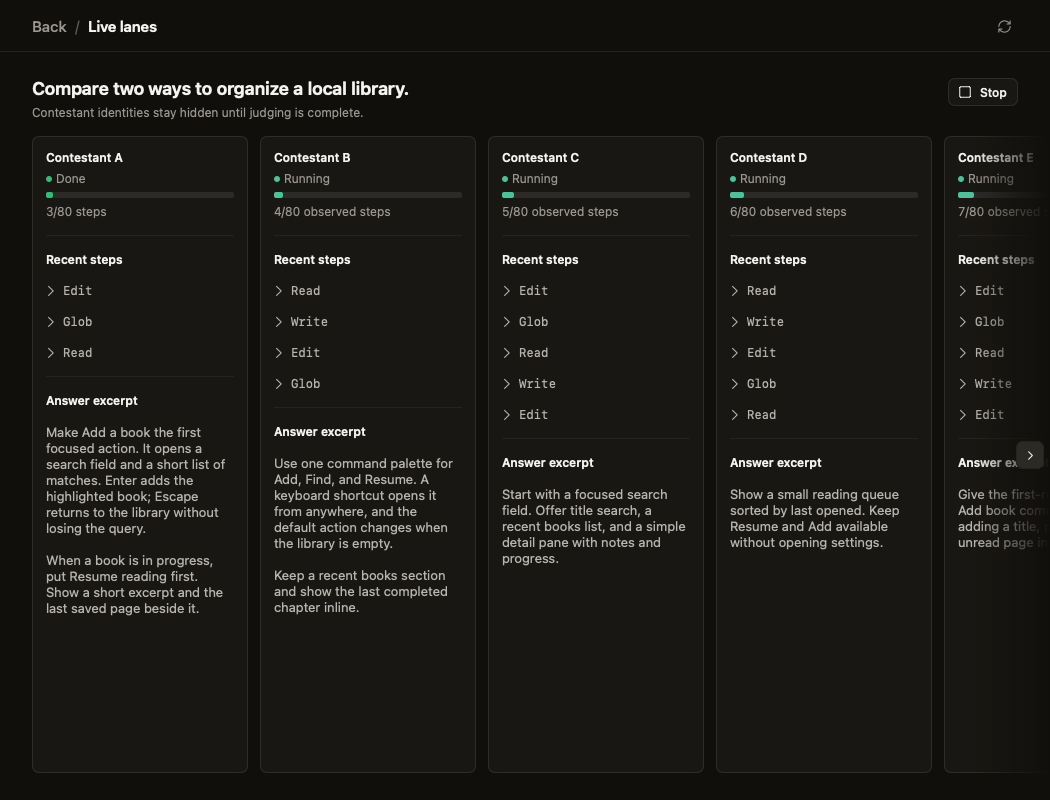 Back / Live lanes
Compare two ways to organize a local library.
Contestant identities stay hidden until judging is complete.
Stop
Contestant A
Done
3/80 steps
Recent steps
Edit
Glob
Read
Answer excerpt
Make Add a book the first
focused action. It opens a
search field and a short list of
matches. Enter adds the
highlighted book; Escape
returns to the library without
losing the query.
When a book is in progress,
put Resume reading first.
Show a short excerpt and the
last saved page beside it.
Contestant B
Running
4/80 observed steps
Recent steps
Read
Write
Edit
Glob
Answer excerpt
Use one command palette for
Add, Find, and Resume. A
keyboard shortcut opens it
from anywhere, and the
default action changes when
the library is empty.
Keep a recent books section
and show the last completed
chapter inline.
Contestant C
Running
5/80 observed steps
Recent steps
Edit
Glob
Read
Write
Edit
Answer excerpt
Start with a focused search
field. Offer title search, a
recent books list, and a simple
detail pane with notes and
progress.
Contestant D
Running
6/80 observed steps
Recent steps
Read
Write
Edit
Glob
Read
Answer excerpt
Show a small reading queue
sorted by last opened. Keep
Resume and Add available
without opening settings.
Contestant E
Running
7/80 observed
Recent steps
Edit
Glob
Read
Write
Edit
Answer
Give the
Add book
adding a title,
unread page